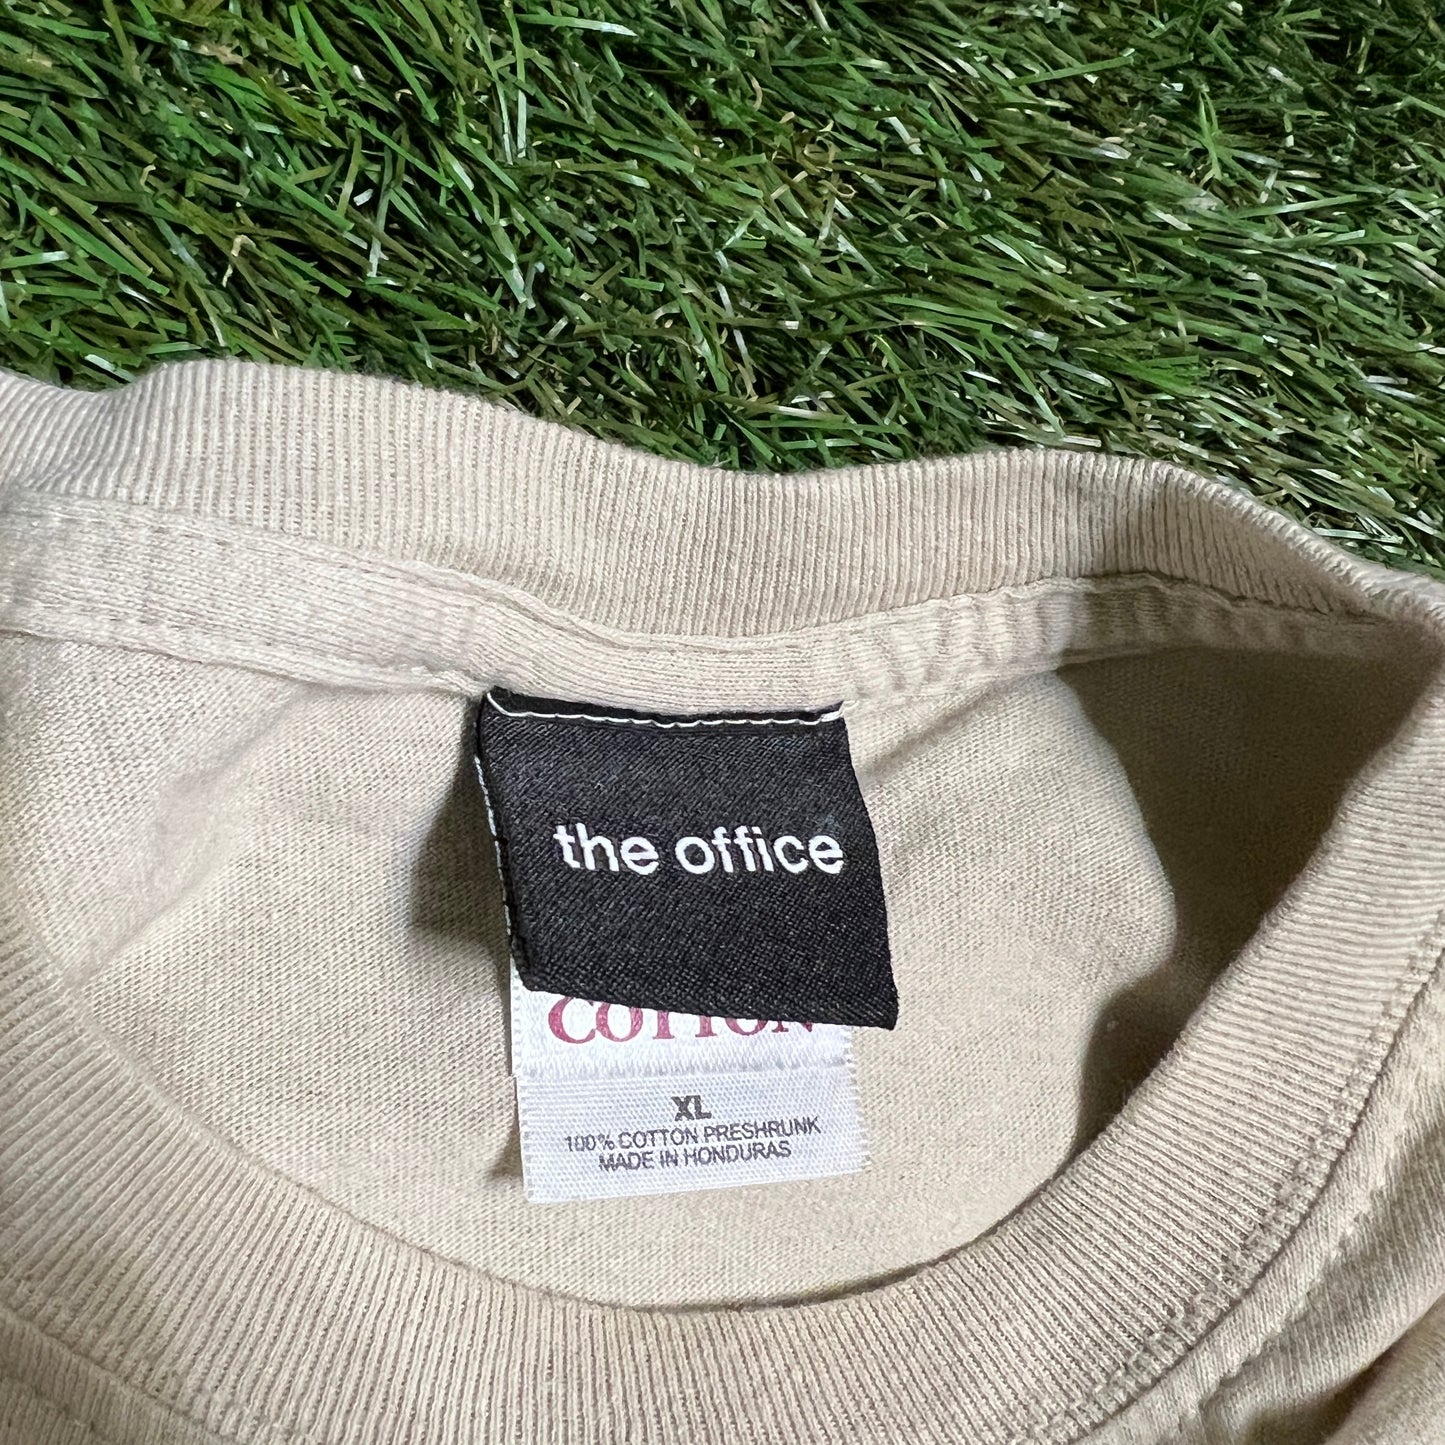 the office
COTTON
XL
100% COTTON PRESHRUNK
MADE IN HONDURAS